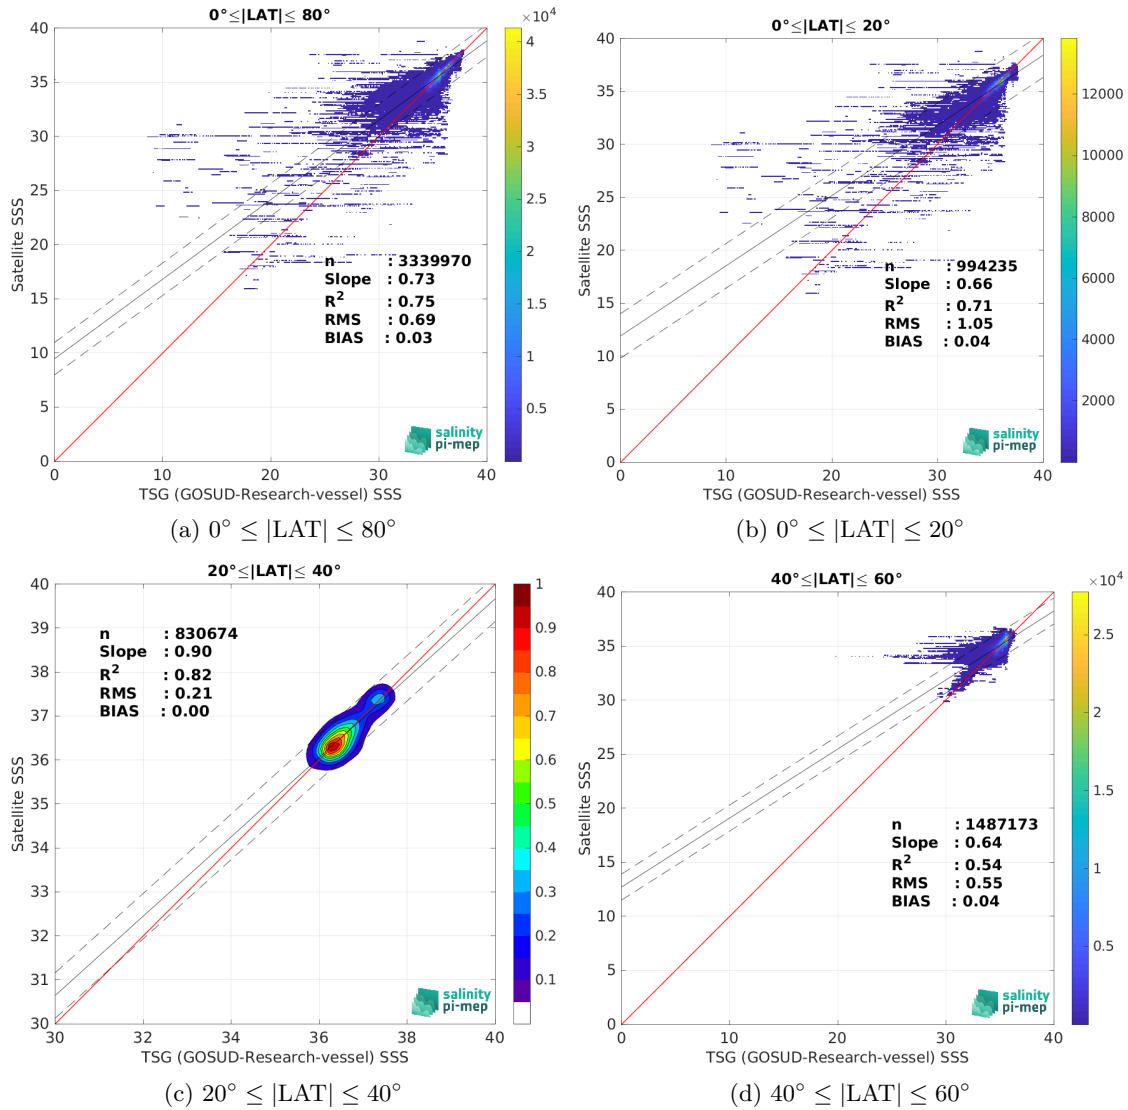 0°≤|LAT|≤ 80°
×10⁴
Satellite SSS
40
35
30
25
20
15
10
5
0
0
10
20
30
40
4
3.5
3
2.5
2
1.5
1
0.5
n : 3339970
Slope : 0.73
R² : 0.75
RMS : 0.69
BIAS : 0.03
salinity
pi-mep
TSG (GOSUD-Research-vessel) SSS
(a) 0° ≤ |LAT| ≤ 80°
0°≤|LAT|≤ 20°
Satellite SSS
40
35
30
25
20
15
10
5
0
0
10
20
30
40
12000
10000
8000
6000
4000
2000
n : 994235
Slope : 0.66
R² : 0.71
RMS : 1.05
BIAS : 0.04
salinity
pi-mep
TSG (GOSUD-Research-vessel) SSS
(b) 0° ≤ |LAT| ≤ 20°
20°≤|LAT|≤ 40°
Satellite SSS
40
39
38
37
36
35
34
33
32
31
30
30
32
34
36
38
40
1
0.9
0.8
0.7
0.6
0.5
0.4
0.3
0.2
0.1
n : 830674
Slope : 0.90
R² : 0.82
RMS : 0.21
BIAS : 0.00
salinity
pi-mep
TSG (GOSUD-Research-vessel) SSS
(c) 20° ≤ |LAT| ≤ 40°
40°≤|LAT|≤ 60°
×10⁴
Satellite SSS
40
35
30
25
20
15
10
5
0
0
10
20
30
40
2.5
2
1.5
1
0.5
n : 1487173
Slope : 0.64
R² : 0.54
RMS : 0.55
BIAS : 0.04
salinity
pi-mep
TSG (GOSUD-Research-vessel) SSS
(d) 40° ≤ |LAT| ≤ 60°